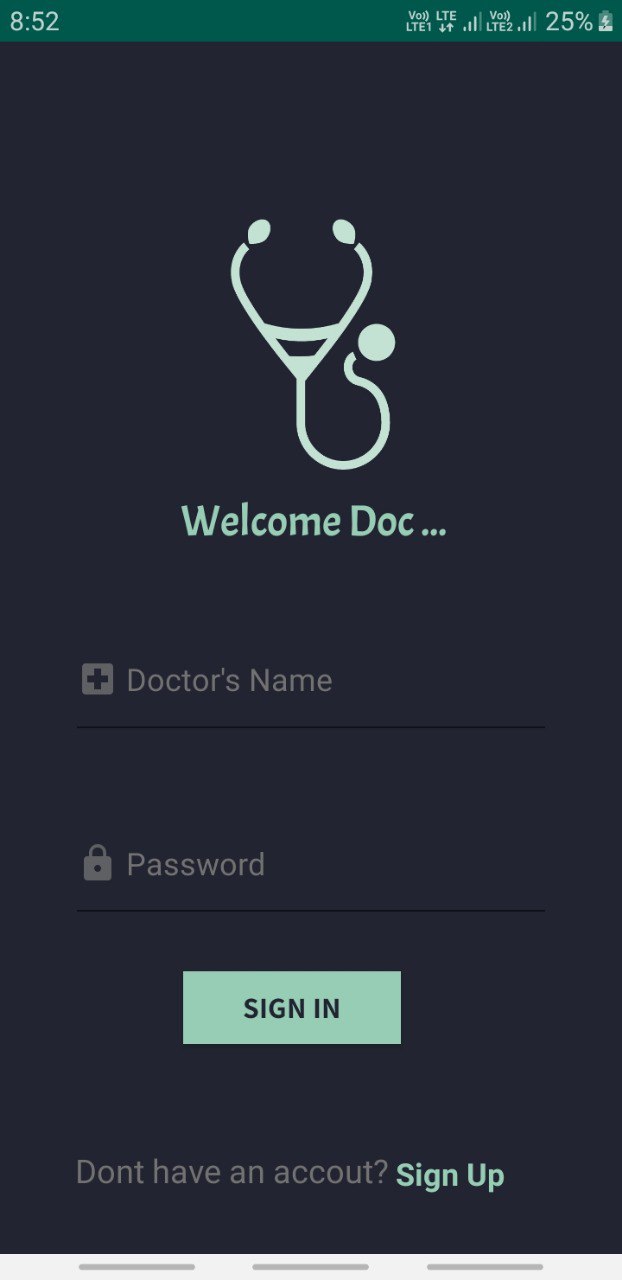 8:52 Vo) LTE1 LTE Vo) LTE2 25%
Welcome Doc ...
Doctor's Name
Password
SIGN IN
Dont have an accout? Sign Up